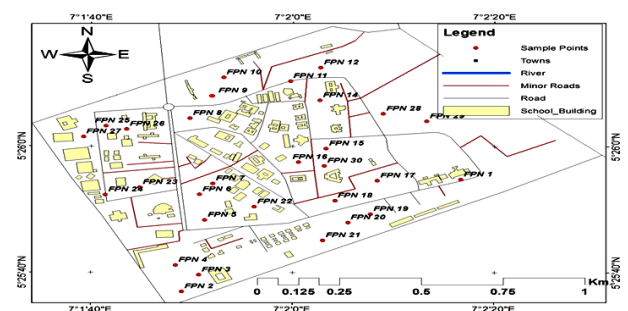 7°1'40"E 7°2'0"E 7°2'20"E
N
W E
S
Legend
Sample Points
Towns
River
Minor Roads
Road
School_Building
FPN 12
FPN 10
FPN 11
FPN 9
FPN 14
FPN 28
FPN 8
FPN 25
FPN 26
FPN 27
5°26'0"N 5°26'0"N
FPN 15
FPN 16
FPN 30
FPN 17
FPN 1
FPN 7
FPN 23
FPN 6
FPN 24
FPN 18
FPN 22
FPN 19
FPN 5
FPN 20
FPN 21
FPN 4
FPN 3
5°25'40"N 5°25'40"N
FPN 2
0 0.125 0.25 0.5 0.75 1
Km
7°1'40"E 7°2'0"E 7°2'20"E